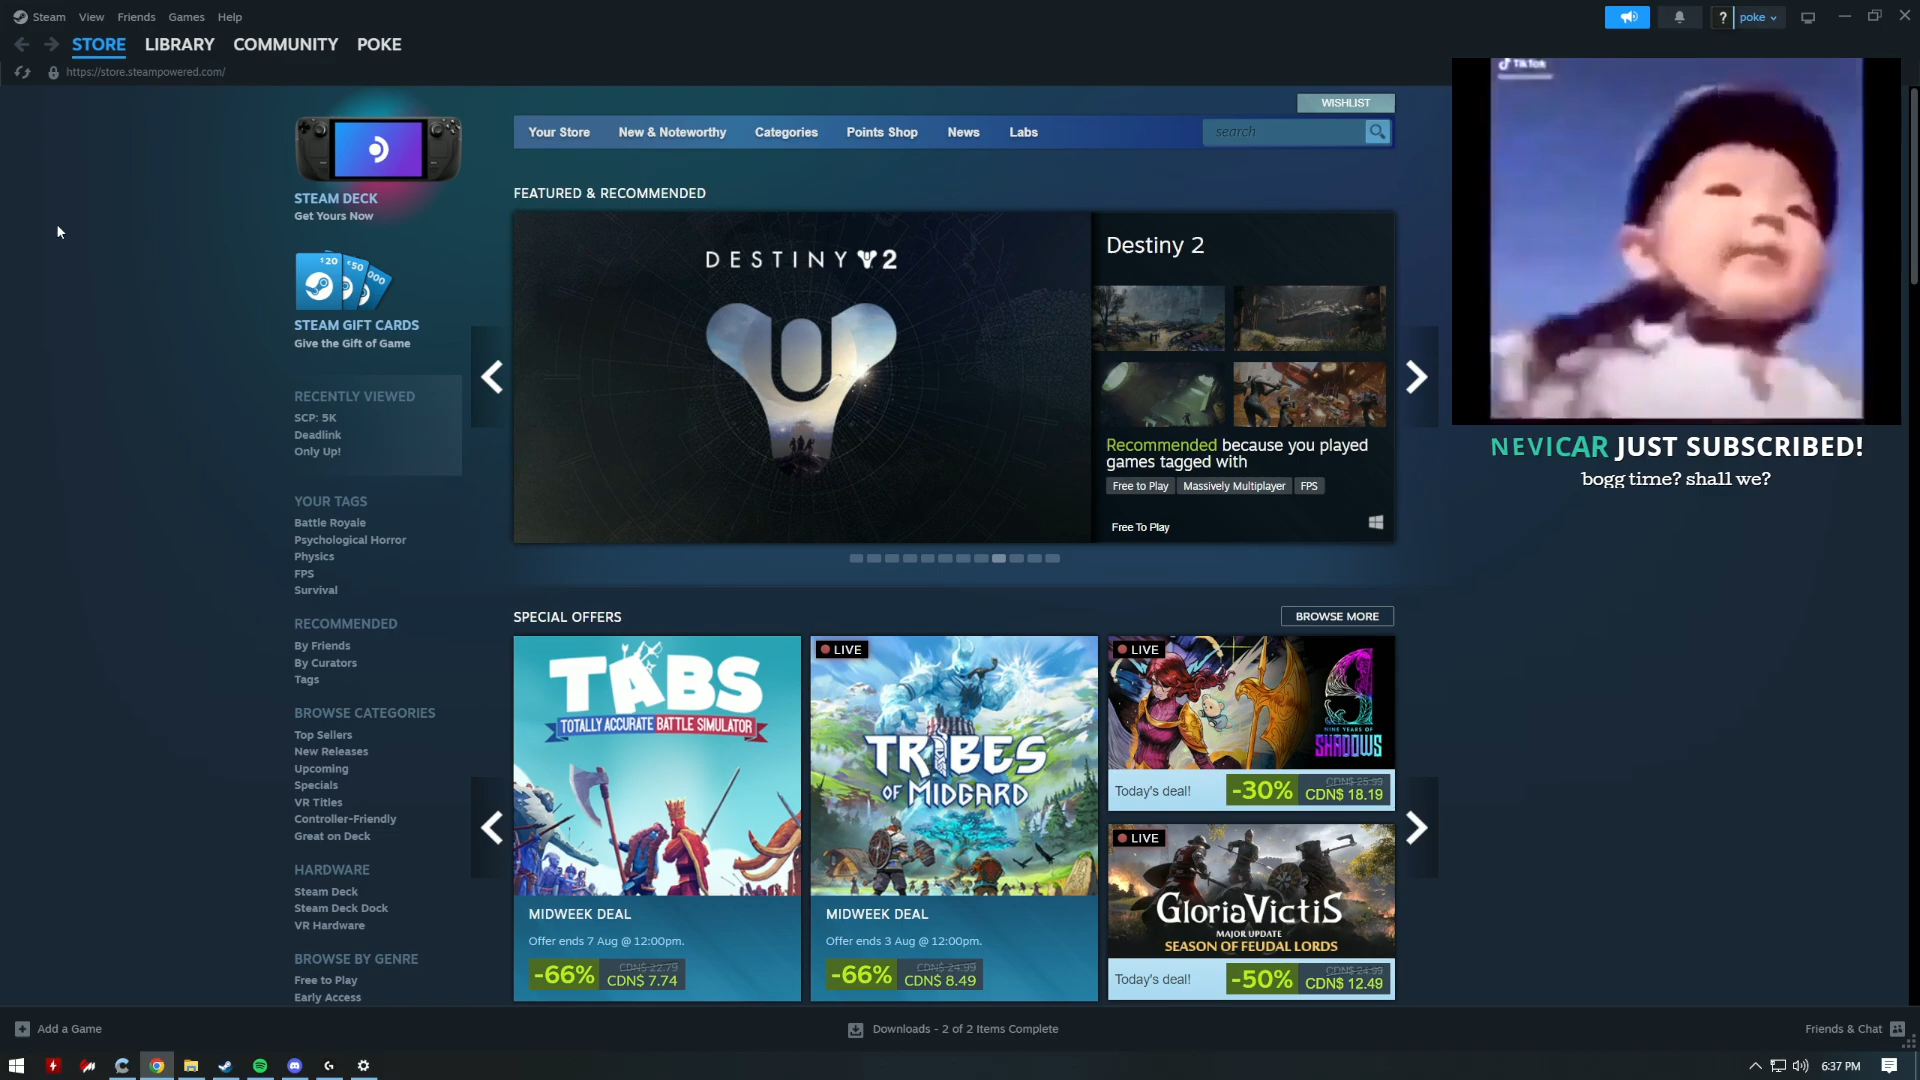 Steam View Friends Games Help
? poke
STORE LIBRARY COMMUNITY POKE
https://store.steampowered.com/
TikTok
WISHLIST
Your Store New & Noteworthy Categories Points Shop News Labs
search
STEAM DECK
Get Yours Now
$20
€50
STEAM GIFT CARDS
Give the Gift of Game
RECENTLY VIEWED
SCP: 5K
Deadlink
Only Up!
YOUR TAGS
Battle Royale
Psychological Horror
Physics
FPS
Survival
RECOMMENDED
By Friends
By Curators
Tags
BROWSE CATEGORIES
Top Sellers
New Releases
Upcoming
Specials
VR Titles
Controller-Friendly
Great on Deck
HARDWARE
Steam Deck
Steam Deck Dock
VR Hardware
BROWSE BY GENRE
Free to Play
Early Access
FEATURED & RECOMMENDED
DESTINY 2
Destiny 2
Recommended because you played
games tagged with
Free to Play Massively Multiplayer FPS
Free To Play
NEVICAR JUST SUBSCRIBED!
bogg time? shall we?
SPECIAL OFFERS
BROWSE MORE
TABS
TOTALLY ACCURATE BATTLE SIMULATOR
MIDWEEK DEAL
Offer ends 7 Aug @ 12:00pm.
-66% CDN$ 22.79
CDN$ 7.74
LIVE
TRIBES
OF MIDGARD
MIDWEEK DEAL
Offer ends 3 Aug @ 12:00pm.
-66% CDN$ 24.99
CDN$ 8.49
LIVE
9
NINE YEARS OF
SHADOWS
Today's deal! -30% CDN$ 25.99
CDN$ 18.19
LIVE
GLORIA VICTIS
MAJOR UPDATE
SEASON OF FEUDAL LORDS
Today's deal! -50% CDN$ 24.99
CDN$ 12.49
Add a Game
Downloads - 2 of 2 Items Complete
Friends & Chat
6:37 PM